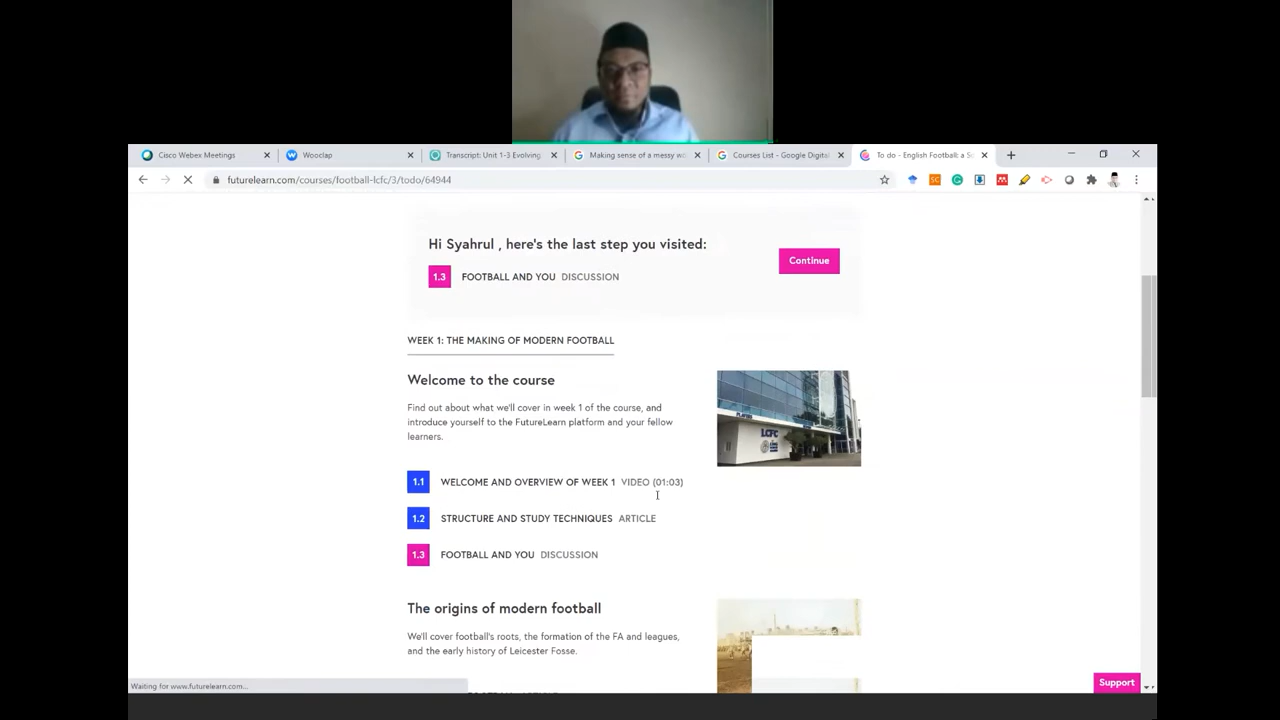 Cisco Webex Meetings
Wooclap
Transcript: Unit 1-3 Evolving
Making sense of a messy
Courses List - Google Digital
To do - English Football: a
futurelearn.com/courses/football-lcfc/3/todo/64944
Hi Syahrul , here's the last step you visited:
Continue
1.3 FOOTBALL AND YOU DISCUSSION
WEEK 1: THE MAKING OF MODERN FOOTBALL
Welcome to the course
Find out about what we'll cover in week 1 of the course, and
introduce yourself to the FutureLearn platform and your fellow
learners.
LCFC
1.1 WELCOME AND OVERVIEW OF WEEK 1 VIDEO (01:03)
1.2 STRUCTURE AND STUDY TECHNIQUES ARTICLE
1.3 FOOTBALL AND YOU DISCUSSION
The origins of modern football
We'll cover football's roots, the formation of the FA and leagues,
and the early history of Leicester Fosse.
Support
Waiting for www.futurelearn.com...